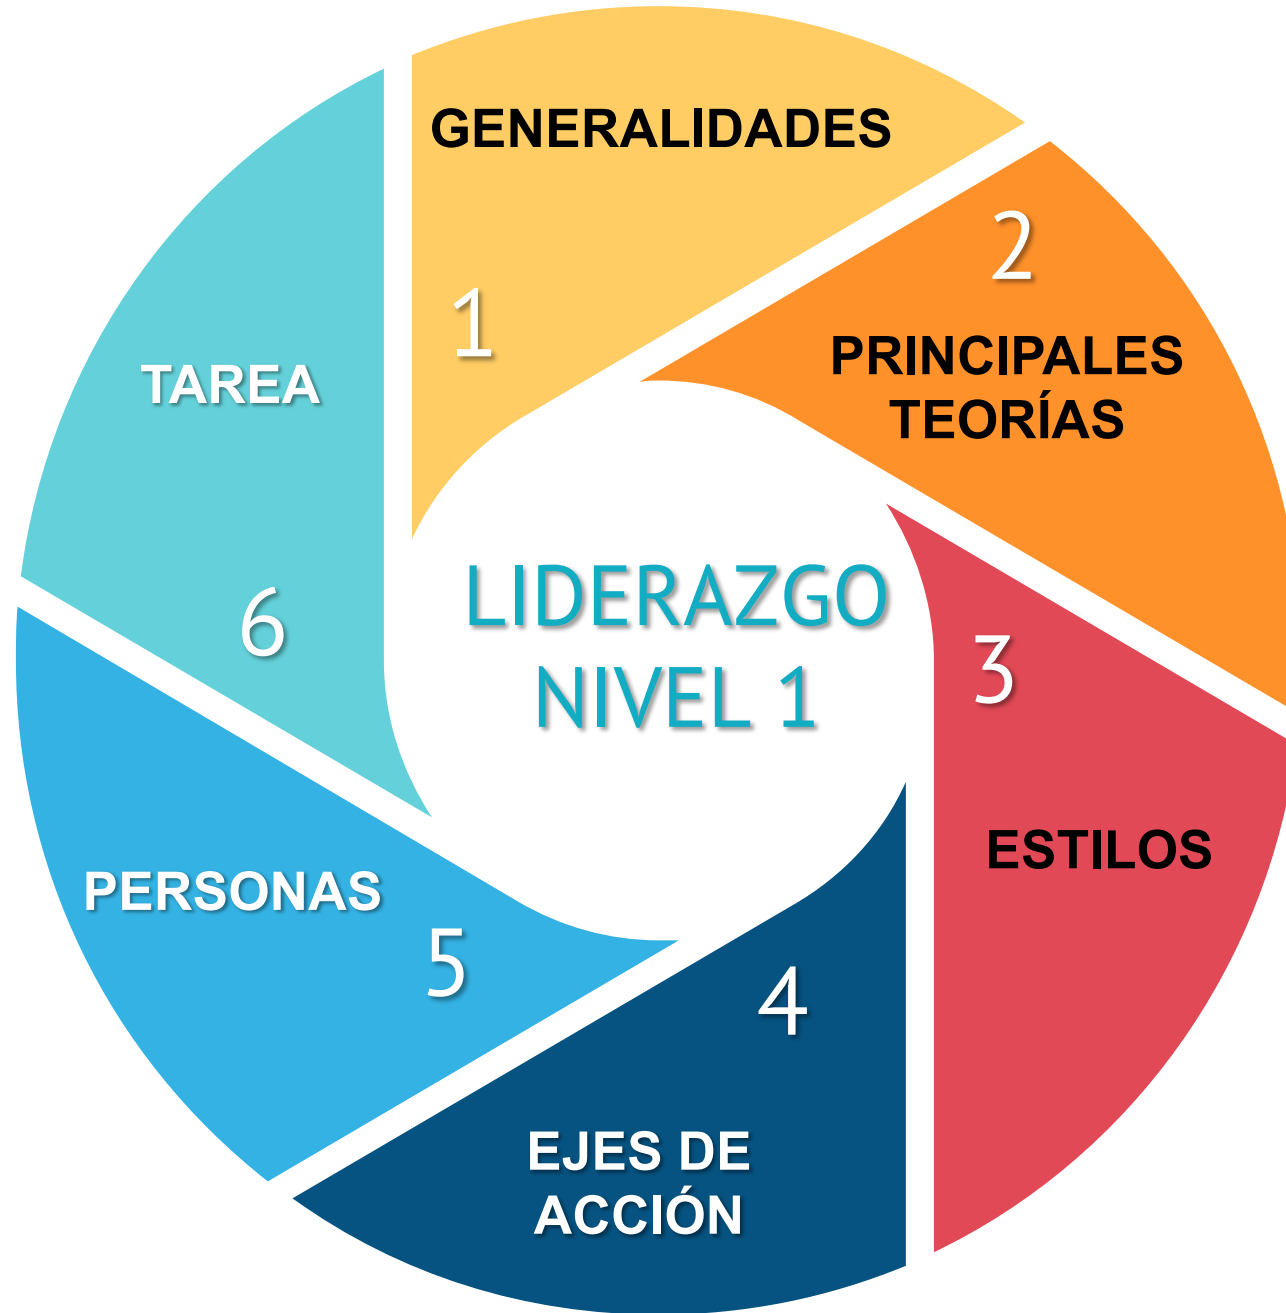 GENERALIDADES
1
2
PRINCIPALES
TEORÍAS
3
ESTILOS
4
EJES DE
ACCIÓN
5
PERSONAS
6
TAREA
LIDERAZGO
NIVEL 1